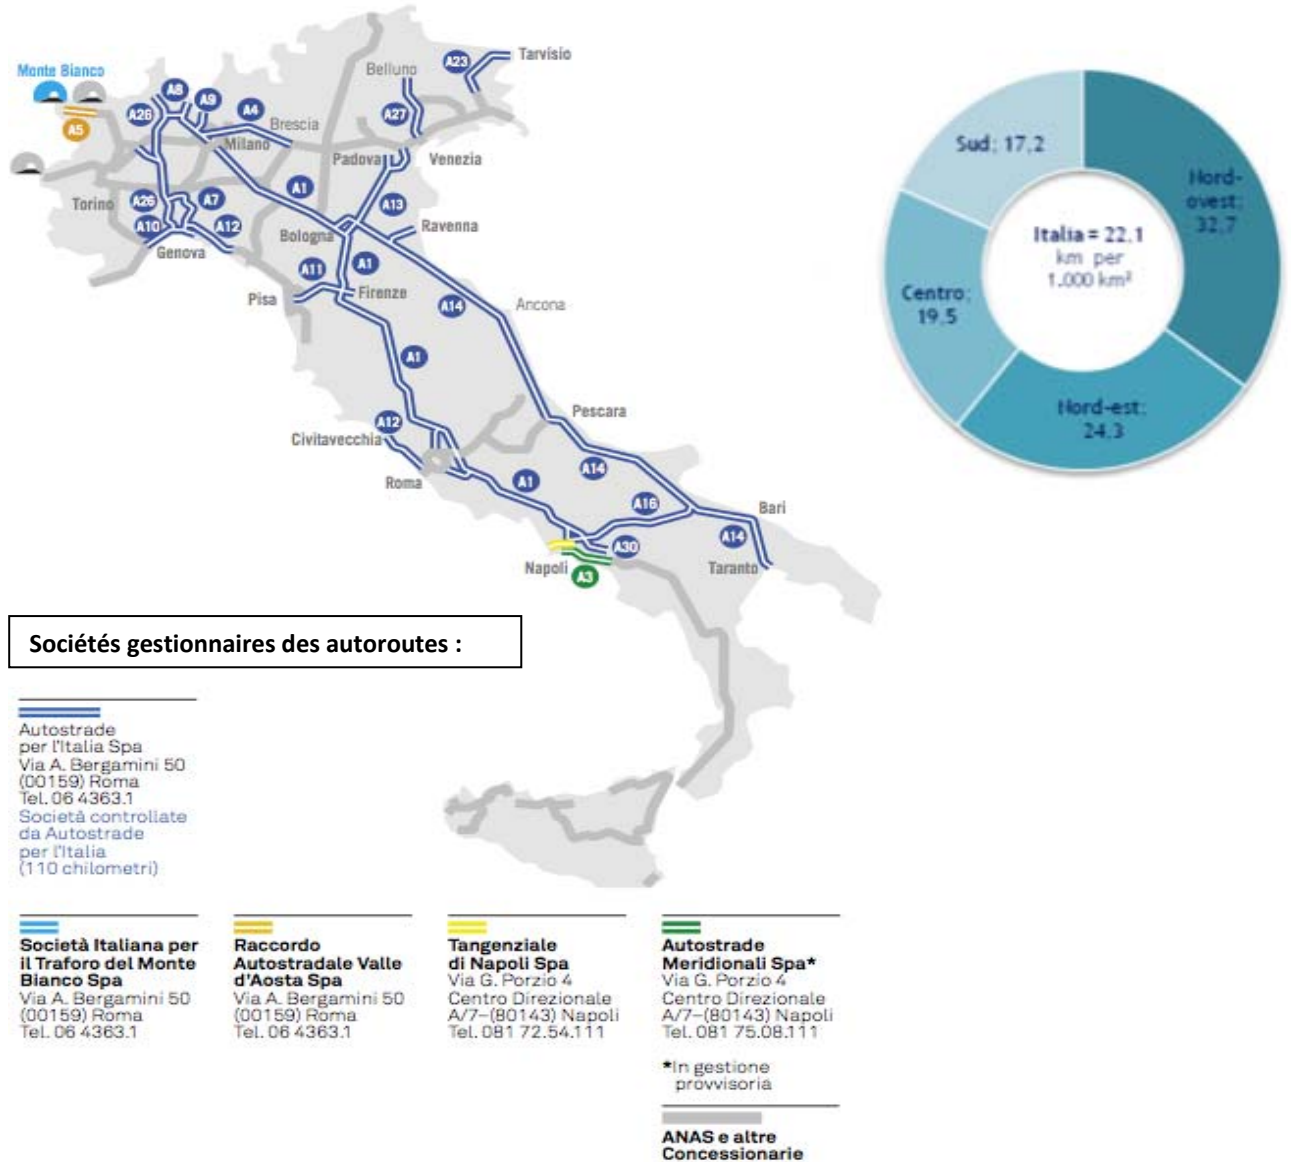 Tarvisio
A23
Monte Bianco
Belluno
A8
A9
A26
A4
A27
A5
Brescia
Milano
Padova
Venezia
A1
Torino
A26
A7
A13
A10
A12
Ravenna
Bologna
Genova
A11
A1
Pisa
Firenze
A14
Ancona
A1
Pescara
A12
Civitavecchia
Roma
A14
A1
A16
Bari
A14
A30
Napoli
A3
Taranto
Sud; 17,2
Nord-
ovest;
32,7
Italia = 22,1
km per
1.000 km²
Centro;
19,5
Nord-est;
24,3
Sociétés gestionnaires des autoroutes :
Autostrade
per l'Italia Spa
Via A. Bergamini 50
(00159) Roma
Tel. 06 4363.1
Società controllate
da Autostrade
per l'Italia
(110 chilometri)
Società Italiana per
il Traforo del Monte
Bianco Spa
Via A. Bergamini 50
(00159) Roma
Tel. 06 4363.1
Raccordo
Autostradale Valle
d'Aosta Spa
Via A. Bergamini 50
(00159) Roma
Tel. 06 4363.1
Tangenziale
di Napoli Spa
Via G. Porzio 4
Centro Direzionale
A/7–(80143) Napoli
Tel. 081 72.54.111
Autostrade
Meridionali Spa*
Via G. Porzio 4
Centro Direzionale
A/7–(80143) Napoli
Tel. 081 75.08.111
*In gestione
provvisoria
ANAS e altre
Concessionarie